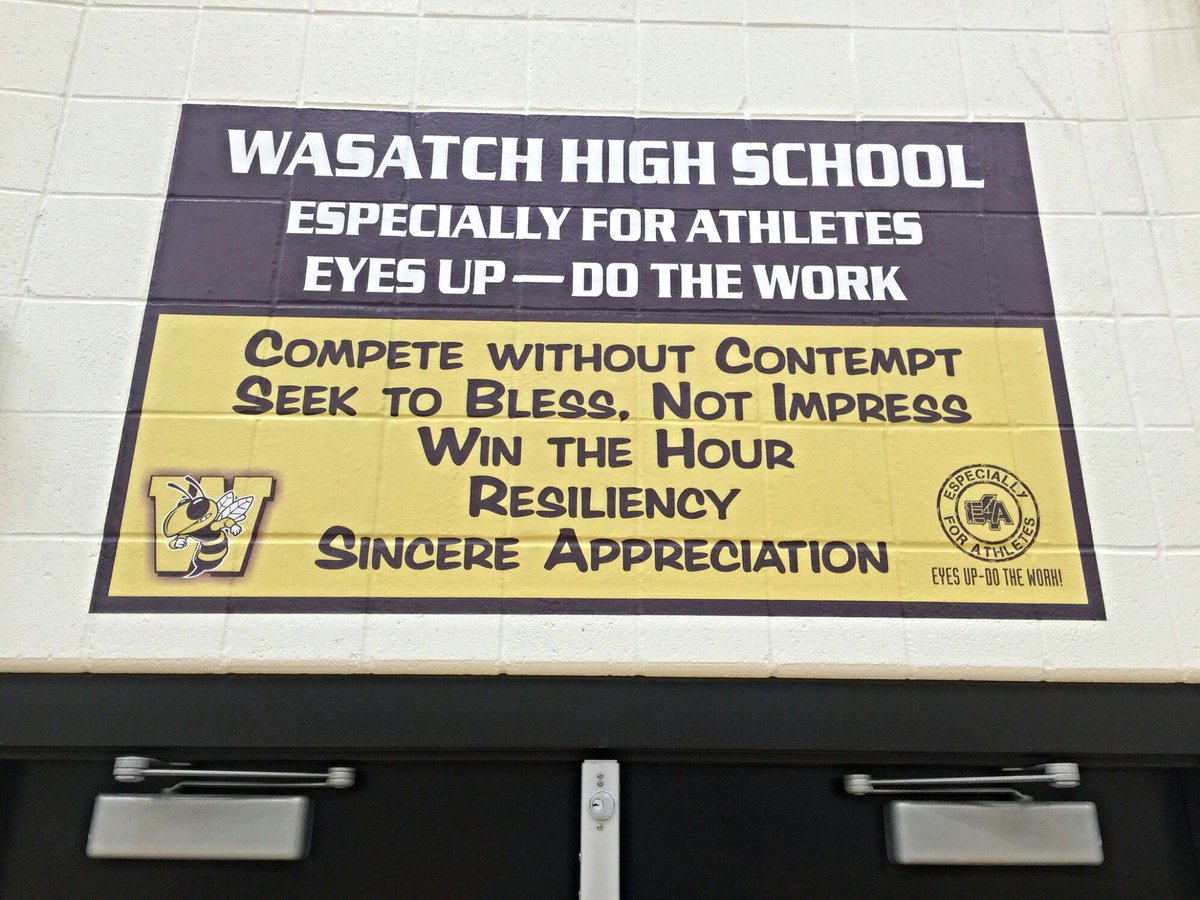 WASATCH HIGH SCHOOL
ESPECIALLY FOR ATHLETES
EYES UP — DO THE WORK
COMPETE WITHOUT CONTEMPT
SEEK TO BLESS, NOT IMPRESS
WIN THE HOUR
RESILIENCY
SINCERE APPRECIATION
W
ESPECIALLY
E4A
FOR ATHLETES
EYES UP-DO THE WORK!